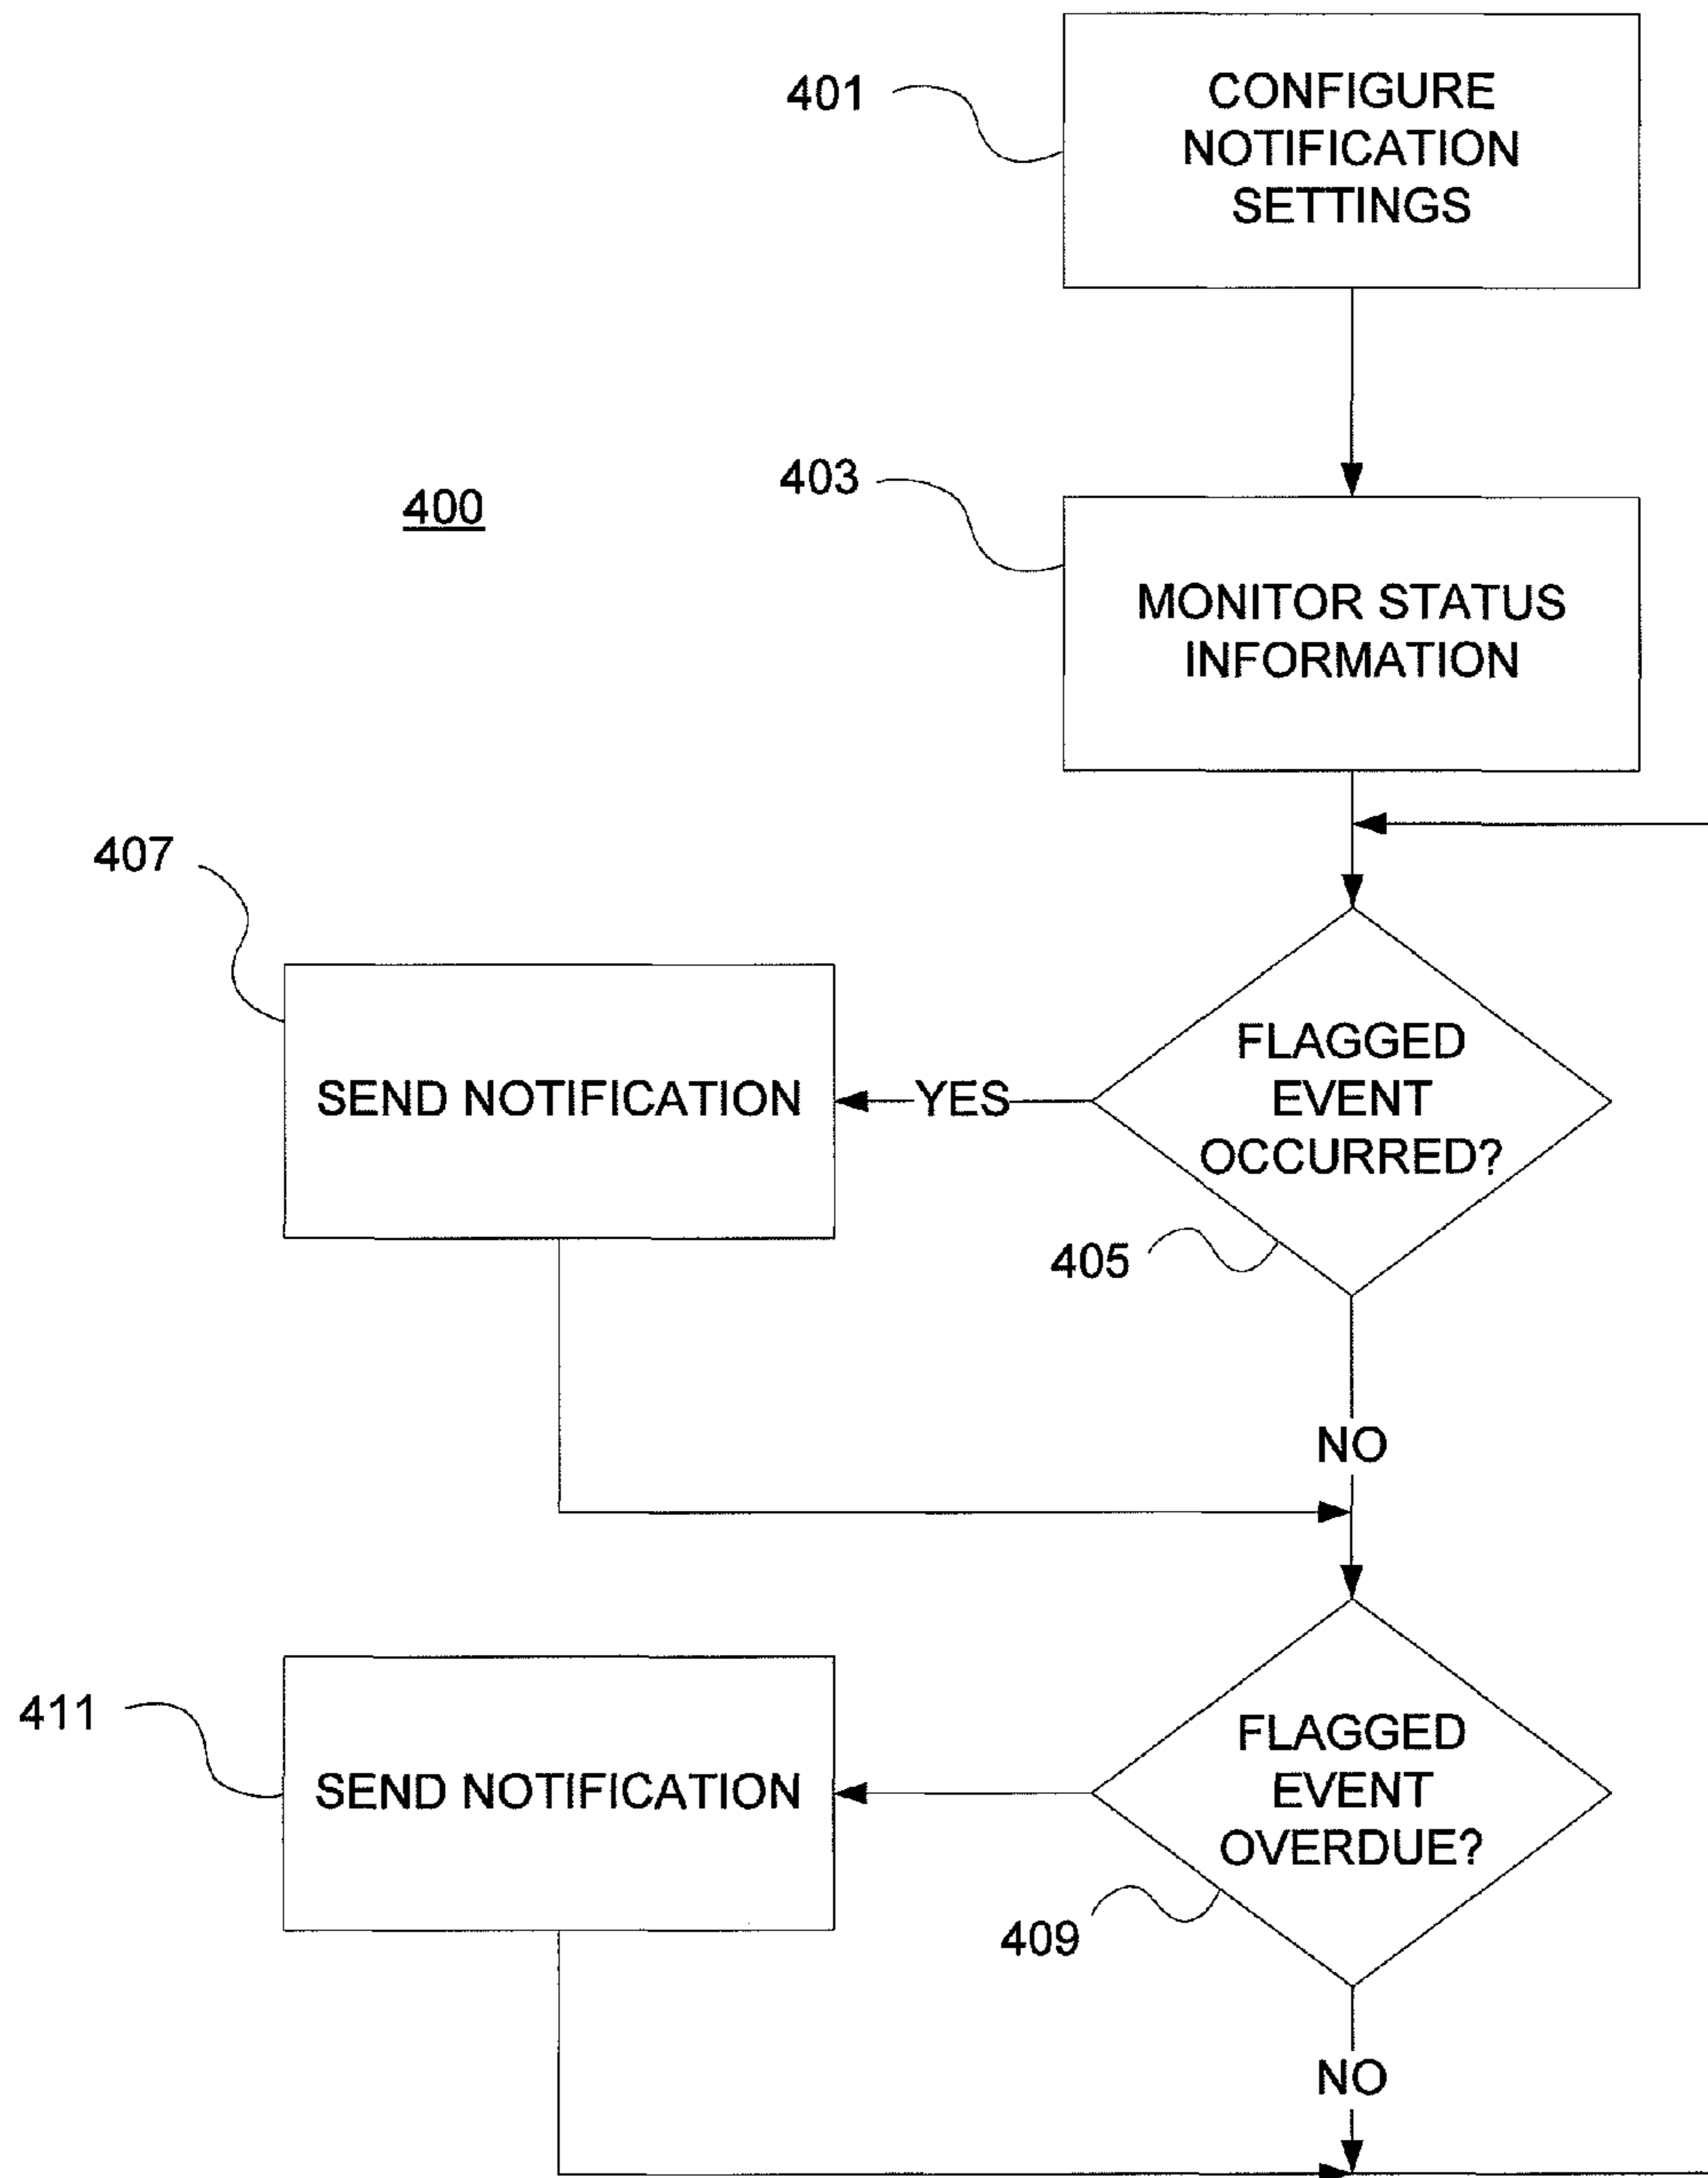 401
CONFIGURE
NOTIFICATION
SETTINGS
400
403
MONITOR STATUS
INFORMATION
407
SEND NOTIFICATION
YES
FLAGGED
EVENT
OCCURRED?
405
NO
411
SEND NOTIFICATION
FLAGGED
EVENT
OVERDUE?
409
NO